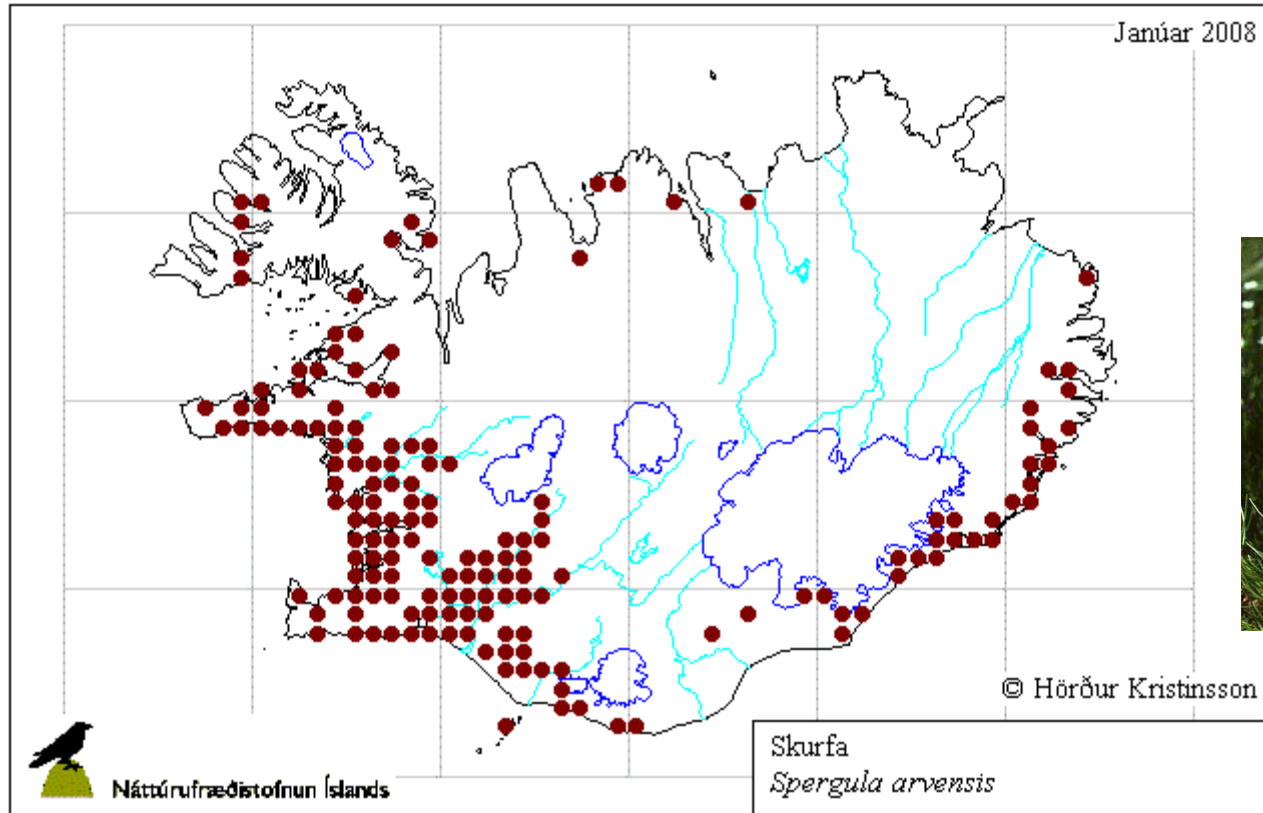 Janúar 2008
© Hörður Kristinsson
Náttúrufræðistofnun Íslands
Skurfa
Spergula arvensis